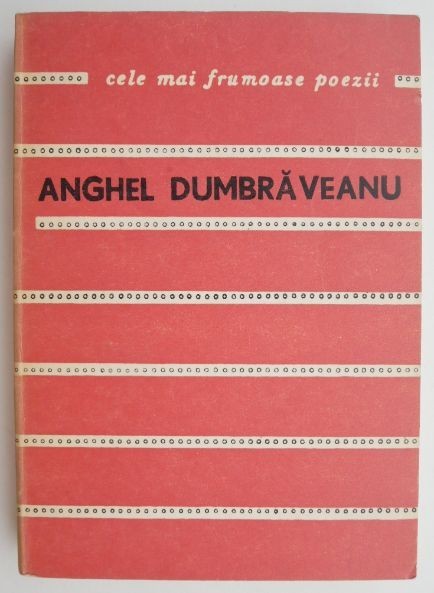 cele mai frumoase poezii
ANGHEL DUMBRĂVEANU